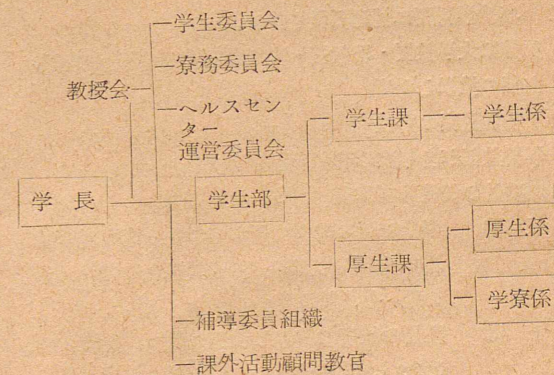 学生委員会
寮務委員会
教授会
ヘルスセン
ター
運営委員会
学長
学生部
学生課
学生係
厚生課
厚生係
学寮係
補導委員組織
課外活動顧問教官